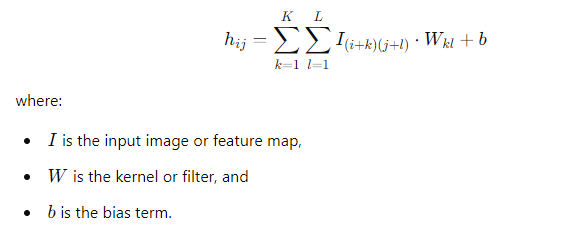 h_{ij} = \sum_{k=1}^{K} \sum_{l=1}^{L} I_{(i+k)(j+l)} \cdot W_{kl} + b
where:
• I is the input image or feature map,
• W is the kernel or filter, and
• b is the bias term.